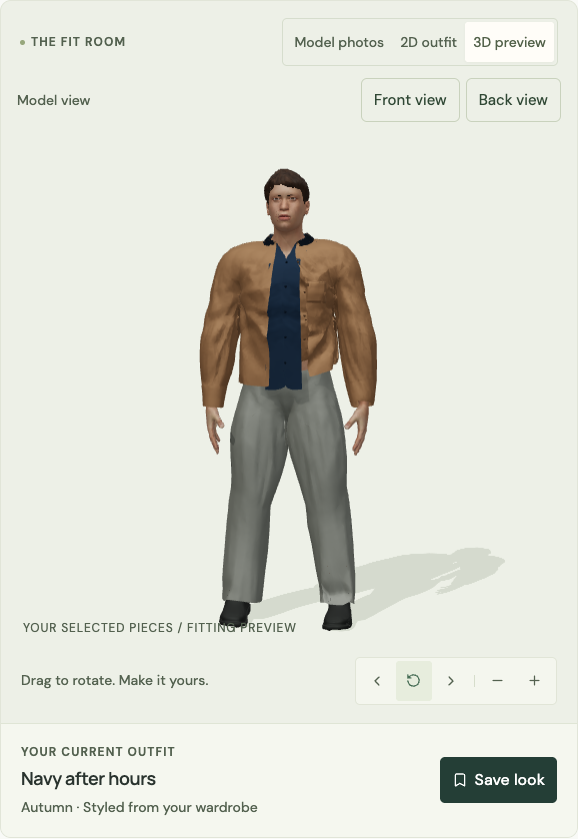 THE FIT ROOM
Model photos 2D outfit 3D preview
Model view
Front view Back view
YOUR SELECTED PIECES / FITTING PREVIEW
Drag to rotate. Make it yours.
YOUR CURRENT OUTFIT
Navy after hours
Save look
Autumn · Styled from your wardrobe